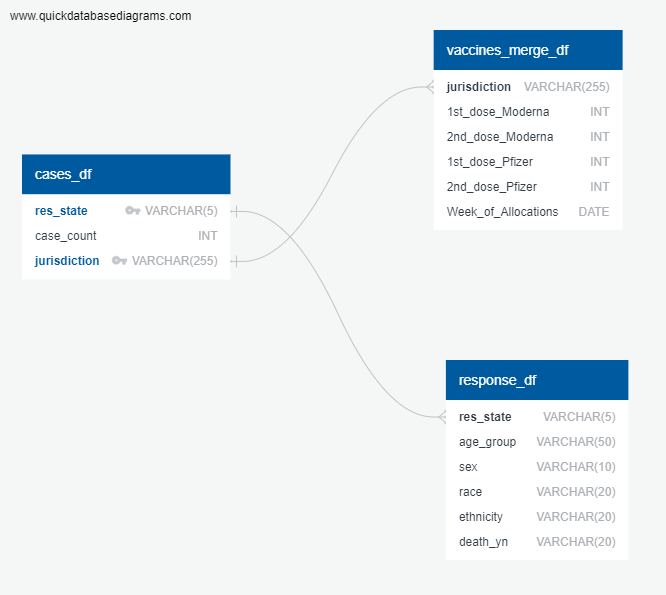 www.quickdatabasediagrams.com
vaccines_merge_df
jurisdiction VARCHAR(255)
1st_dose_Moderna INT
2nd_dose_Moderna INT
1st_dose_Pfizer INT
2nd_dose_Pfizer INT
Week_of_Allocations DATE
cases_df
res_state VARCHAR(5)
case_count INT
jurisdiction VARCHAR(255)
response_df
res_state VARCHAR(5)
age_group VARCHAR(50)
sex VARCHAR(10)
race VARCHAR(20)
ethnicity VARCHAR(20)
death_yn VARCHAR(20)